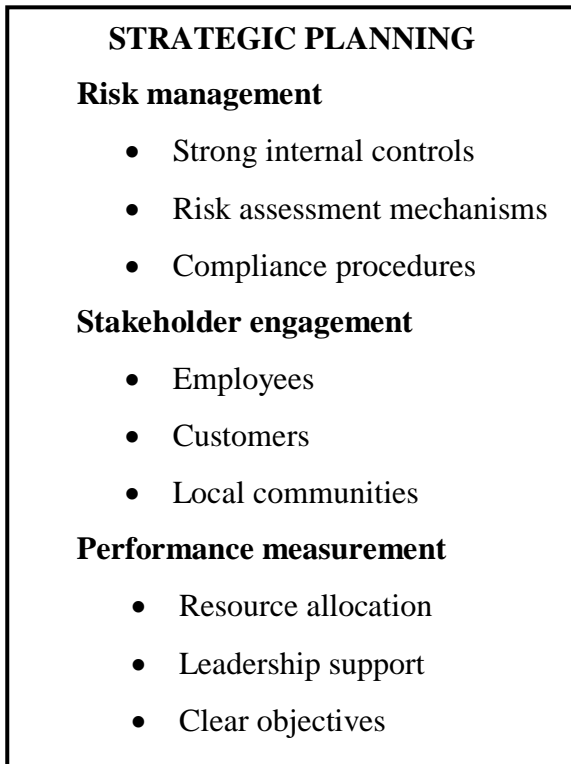 STRATEGIC PLANNING
Risk management
• Strong internal controls
• Risk assessment mechanisms
• Compliance procedures
Stakeholder engagement
• Employees
• Customers
• Local communities
Performance measurement
• Resource allocation
• Leadership support
• Clear objectives